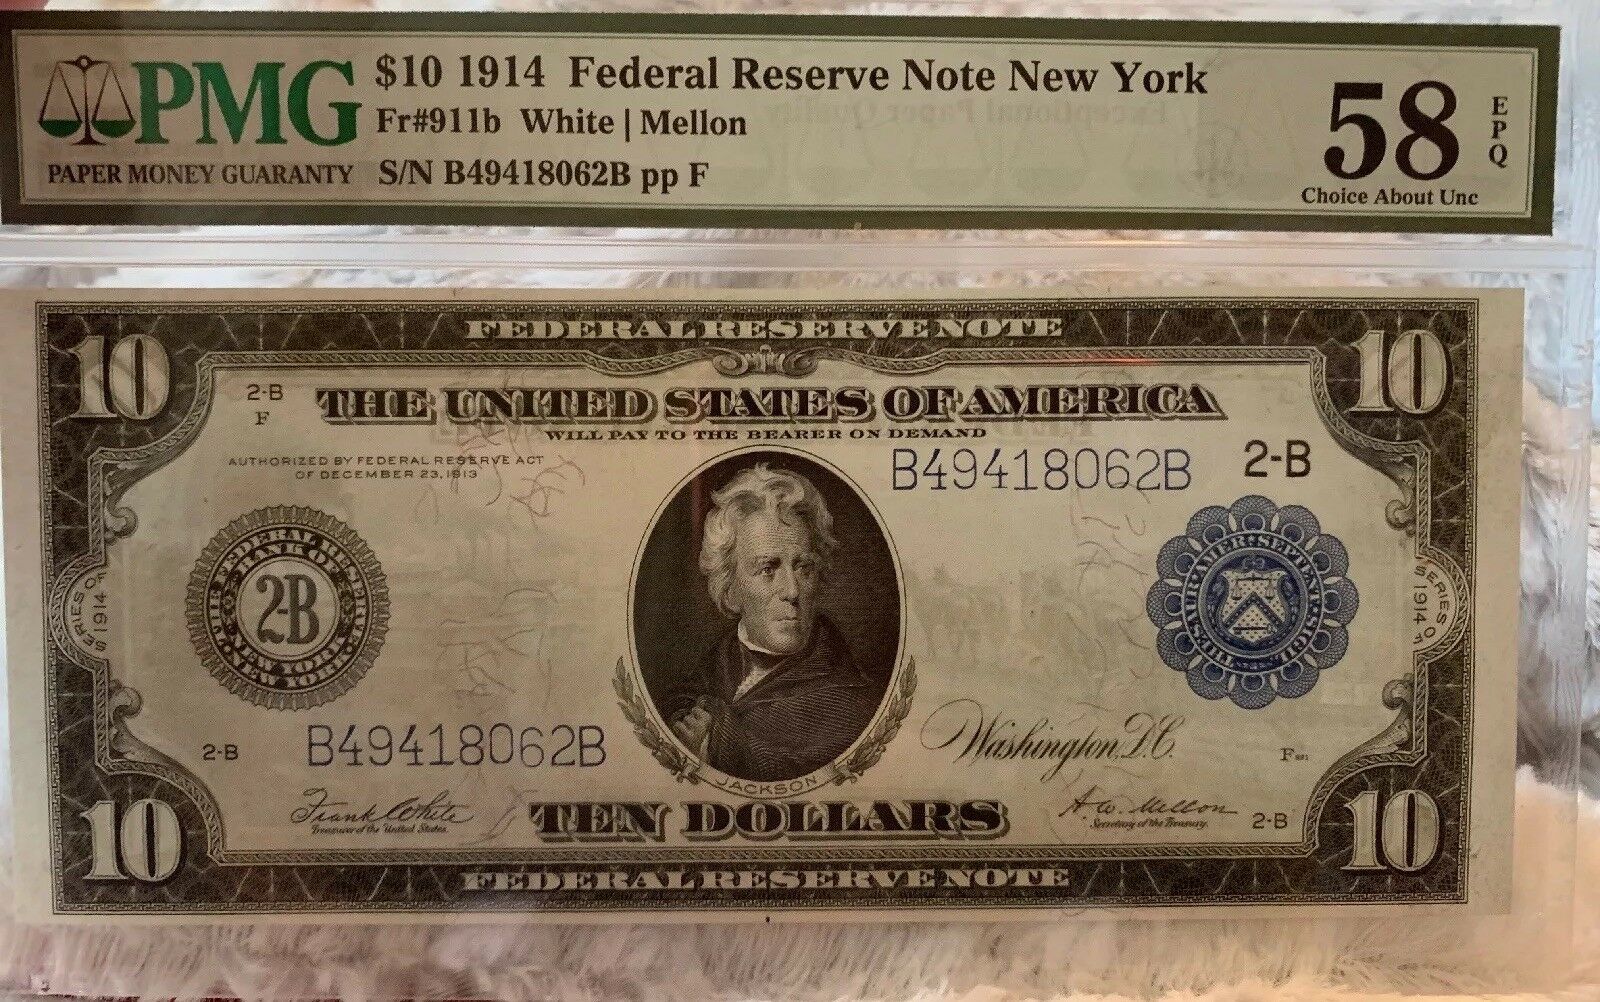 PMG
PAPER MONEY GUARANTY
$10 1914 Federal Reserve Note New York
Fr#911b White | Mellon
S/N B49418062B pp F
58
EPQ
Choice About Unc
FEDERAL RESERVE NOTE
10
10
2-B
F
THE UNITED STATES OF AMERICA
WILL PAY TO THE BEARER ON DEMAND
AUTHORIZED BY FEDERAL RESERVE ACT
OF DECEMBER 23, 1913
B49418062B
2-B
THE FEDERAL RESERVE
BANK OF
2-B
NEW YORK
SERIES OF
1914
SERIES OF
1914
THESAUR. AMER. SEPTENT. SIGIL.
2-B
B49418062B
JACKSON
Washington, D.C.
Frank White
Treasurer of the United States.
TEN DOLLARS
A. W. Mellon
Secretary of the Treasury.
2-B
10
10
FEDERAL RESERVE NOTE